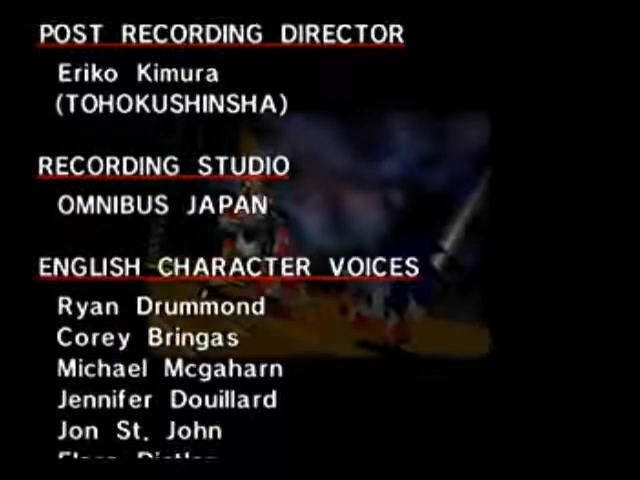 POST RECORDING DIRECTOR
Eriko Kimura
(TOHOKUSHINSHA)
RECORDING STUDIO
OMNIBUS JAPAN
ENGLISH CHARACTER VOICES
Ryan Drummond
Corey Bringas
Michael Mcgaharn
Jennifer Douillard
Jon St. John